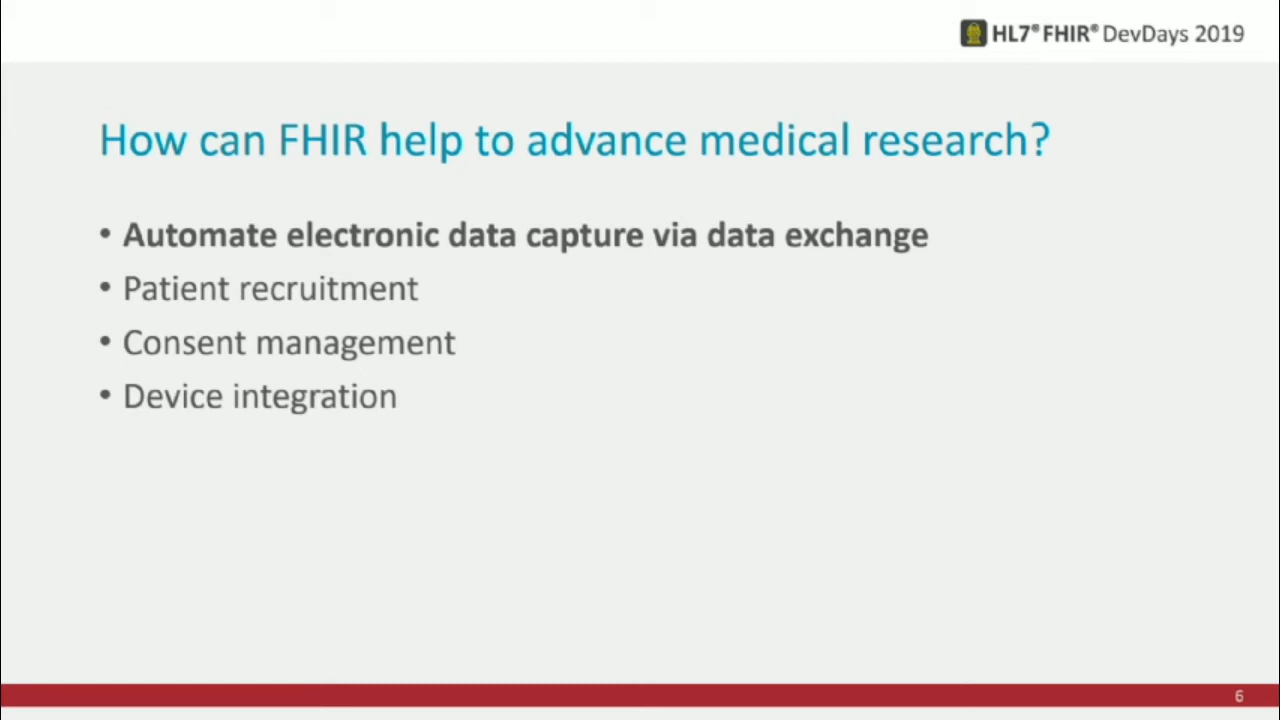 HL7® FHIR® DevDays 2019
How can FHIR help to advance medical research?
• Automate electronic data capture via data exchange
• Patient recruitment
• Consent management
• Device integration
6